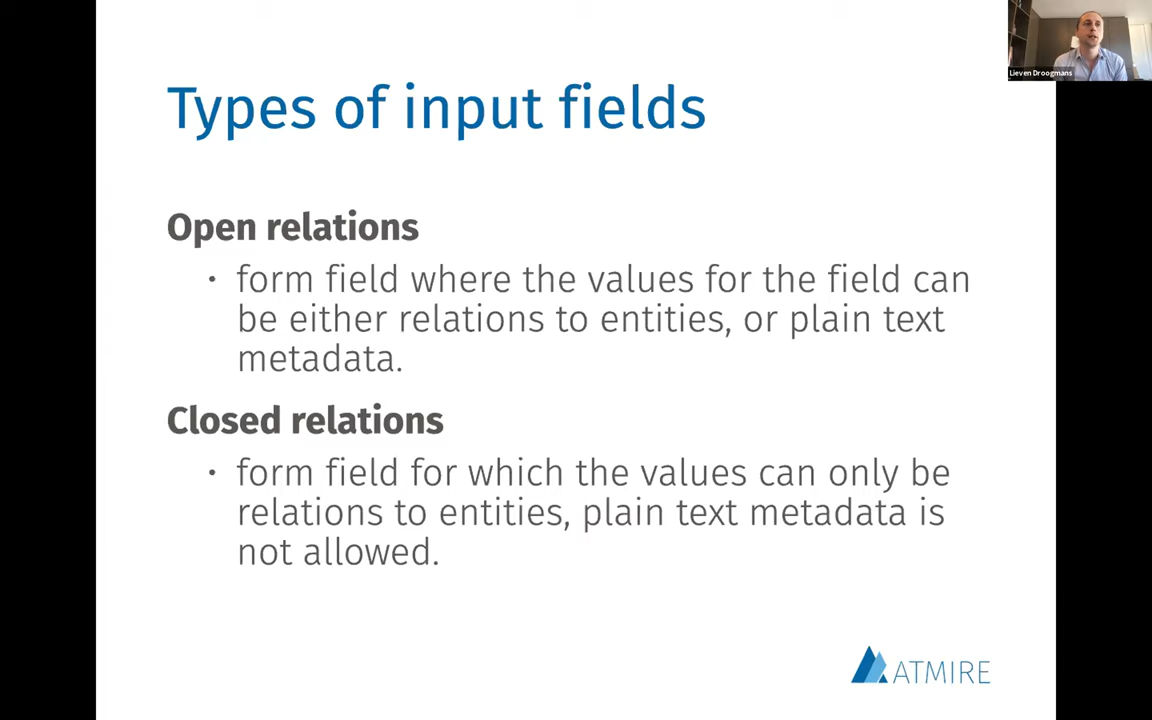 Lieven Droogmans
Types of input fields
Open relations
• form field where the values for the field can
be either relations to entities, or plain text
metadata.
Closed relations
• form field for which the values can only be
relations to entities, plain text metadata is
not allowed.
ATMIRE